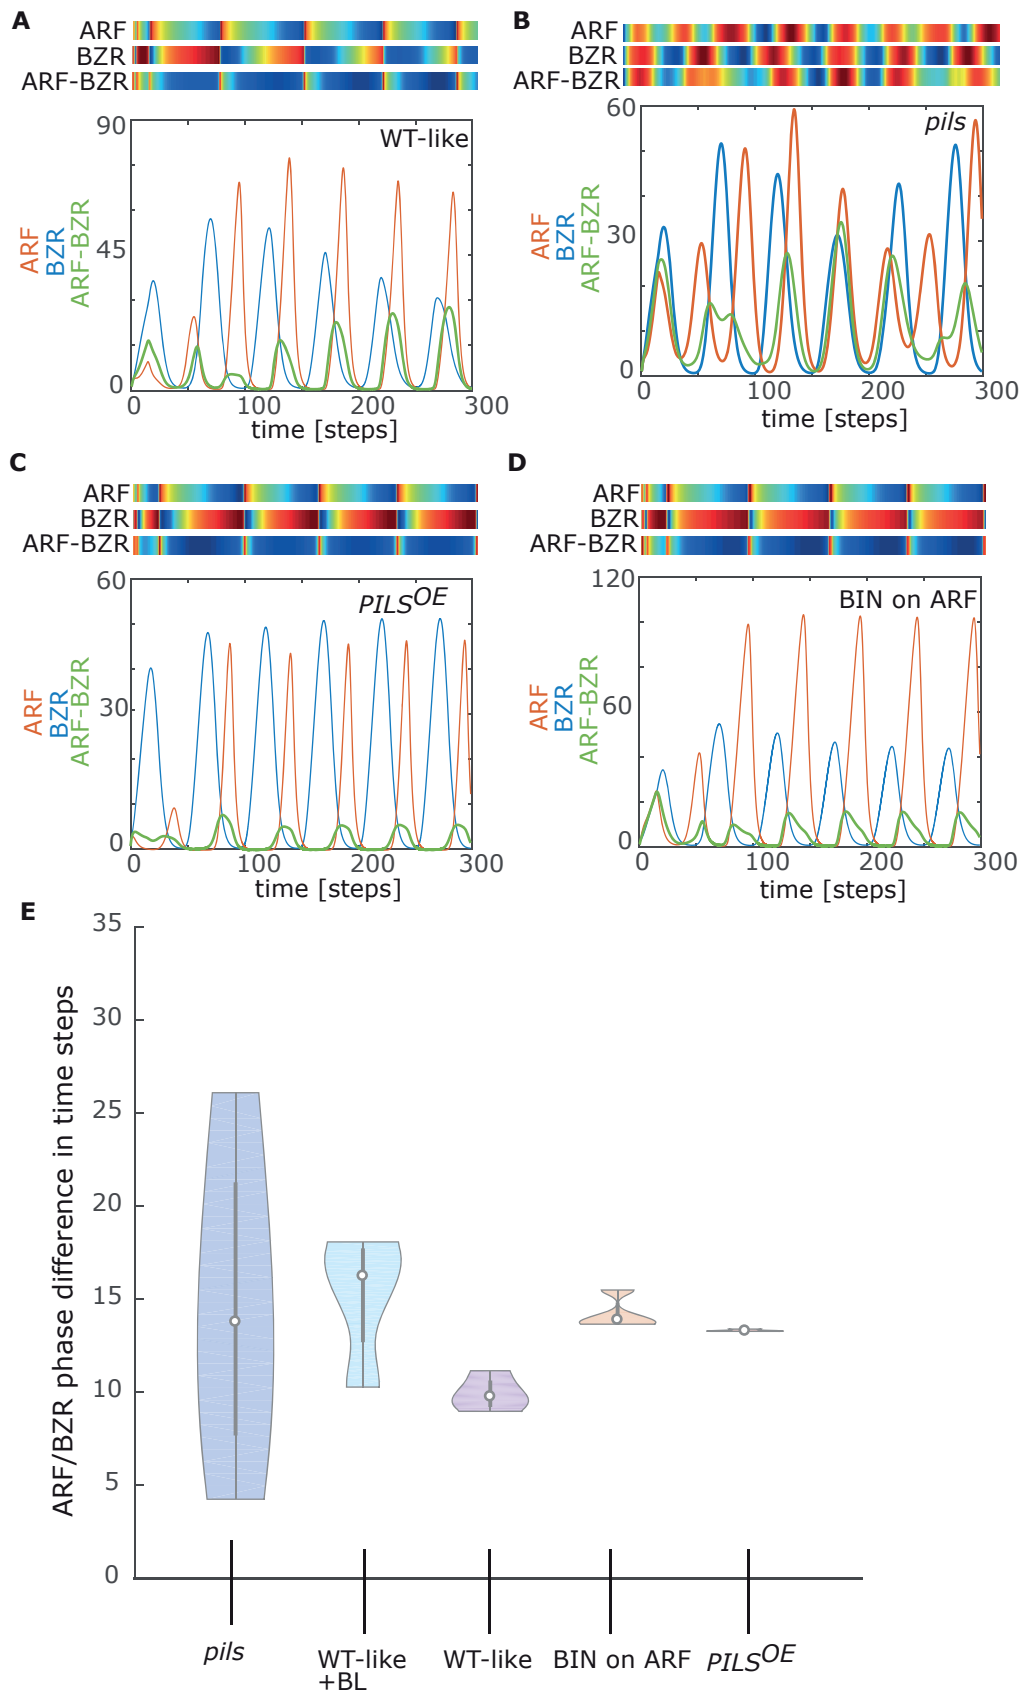 A
ARF
BZR
ARF-BZR
WT-like
90
45
0
ARF
BZR
ARF-BZR
0 100 200 300
time [steps]
B
ARF
BZR
ARF-BZR
pils
60
30
0
ARF
BZR
ARF-BZR
0 100 200 300
time [steps]
C
ARF
BZR
ARF-BZR
PILSOE
60
30
0
ARF
BZR
ARF-BZR
0 100 200 300
time [steps]
D
ARF
BZR
ARF-BZR
BIN on ARF
120
60
0
ARF
BZR
ARF-BZR
0 100 200 300
time [steps]
E
ARF/BZR phase difference in time steps
35
30
25
20
15
10
5
0
pils
WT-like
+BL
WT-like
BIN on ARF
PILSOE